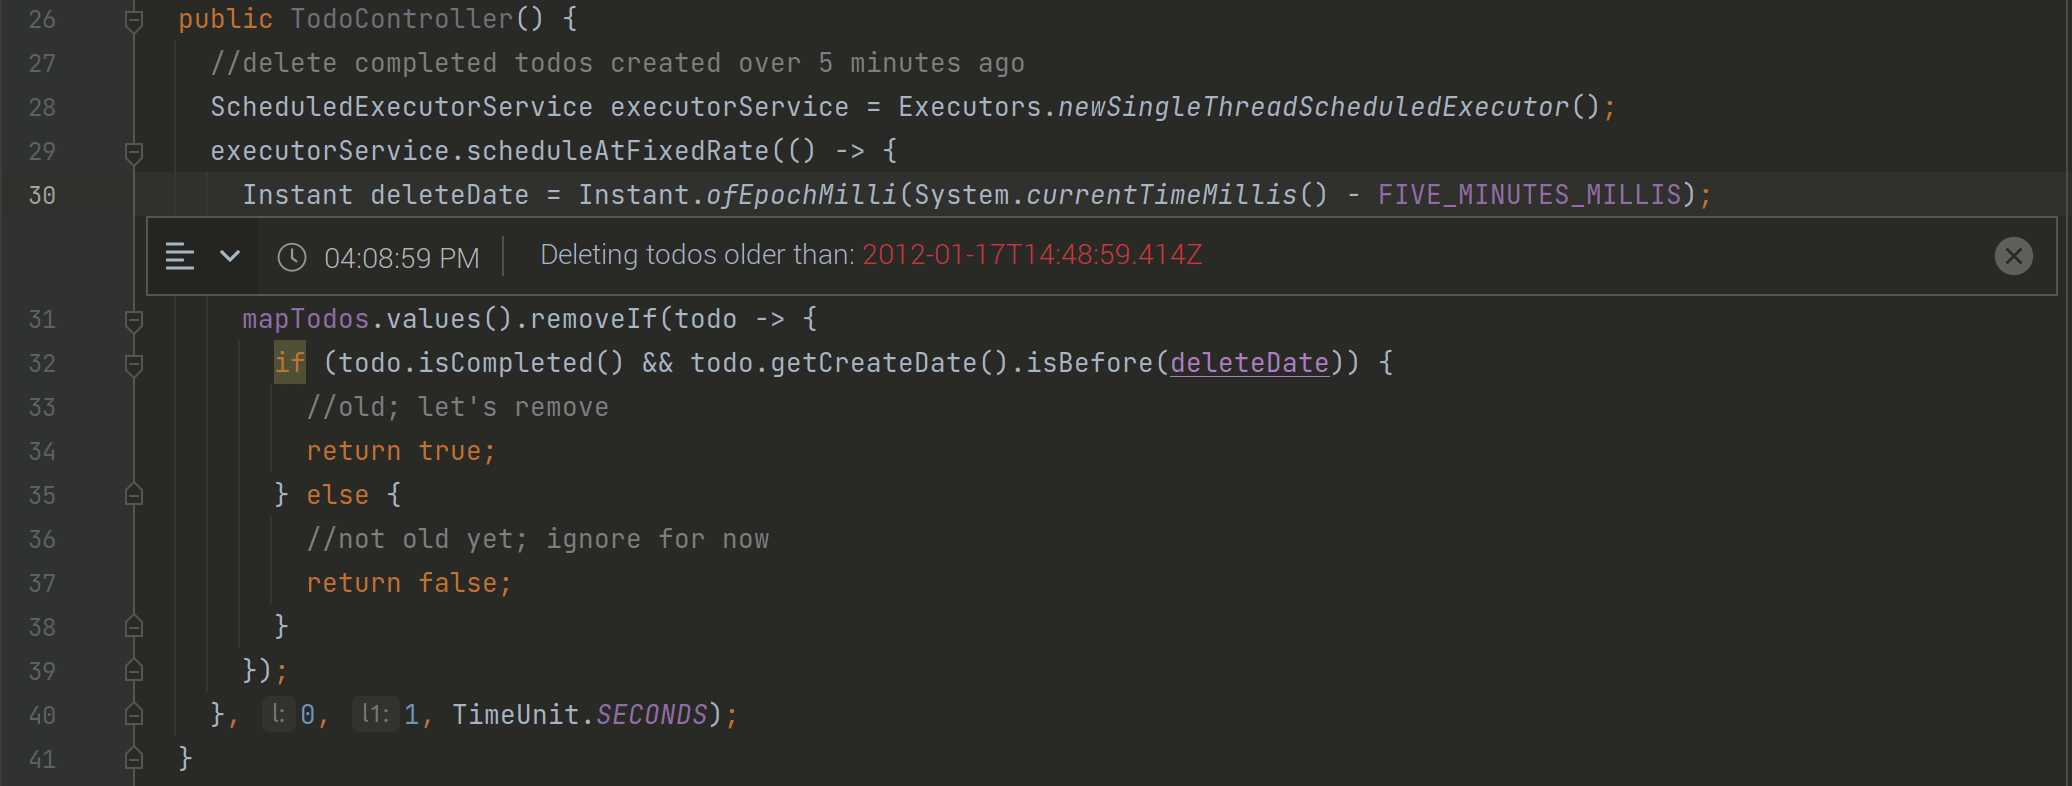 26 public TodoController() {
27 //delete completed todos created over 5 minutes ago
28 ScheduledExecutorService executorService = Executors.newSingleThreadScheduledExecutor();
29 executorService.scheduleAtFixedRate(() -> {
30 Instant deleteDate = Instant.ofEpochMilli(System.currentTimeMillis() - FIVE_MINUTES_MILLIS);
04:08:59 PM Deleting todos older than: 2012-01-17T14:48:59.414Z
31 mapTodos.values().removeIf(todo -> {
32 if (todo.isCompleted() && todo.getCreateDate().isBefore(deleteDate)) {
33 //old; let's remove
34 return true;
35 } else {
36 //not old yet; ignore for now
37 return false;
38 }
39 });
40 }, l: 0, l1: 1, TimeUnit.SECONDS);
41 }